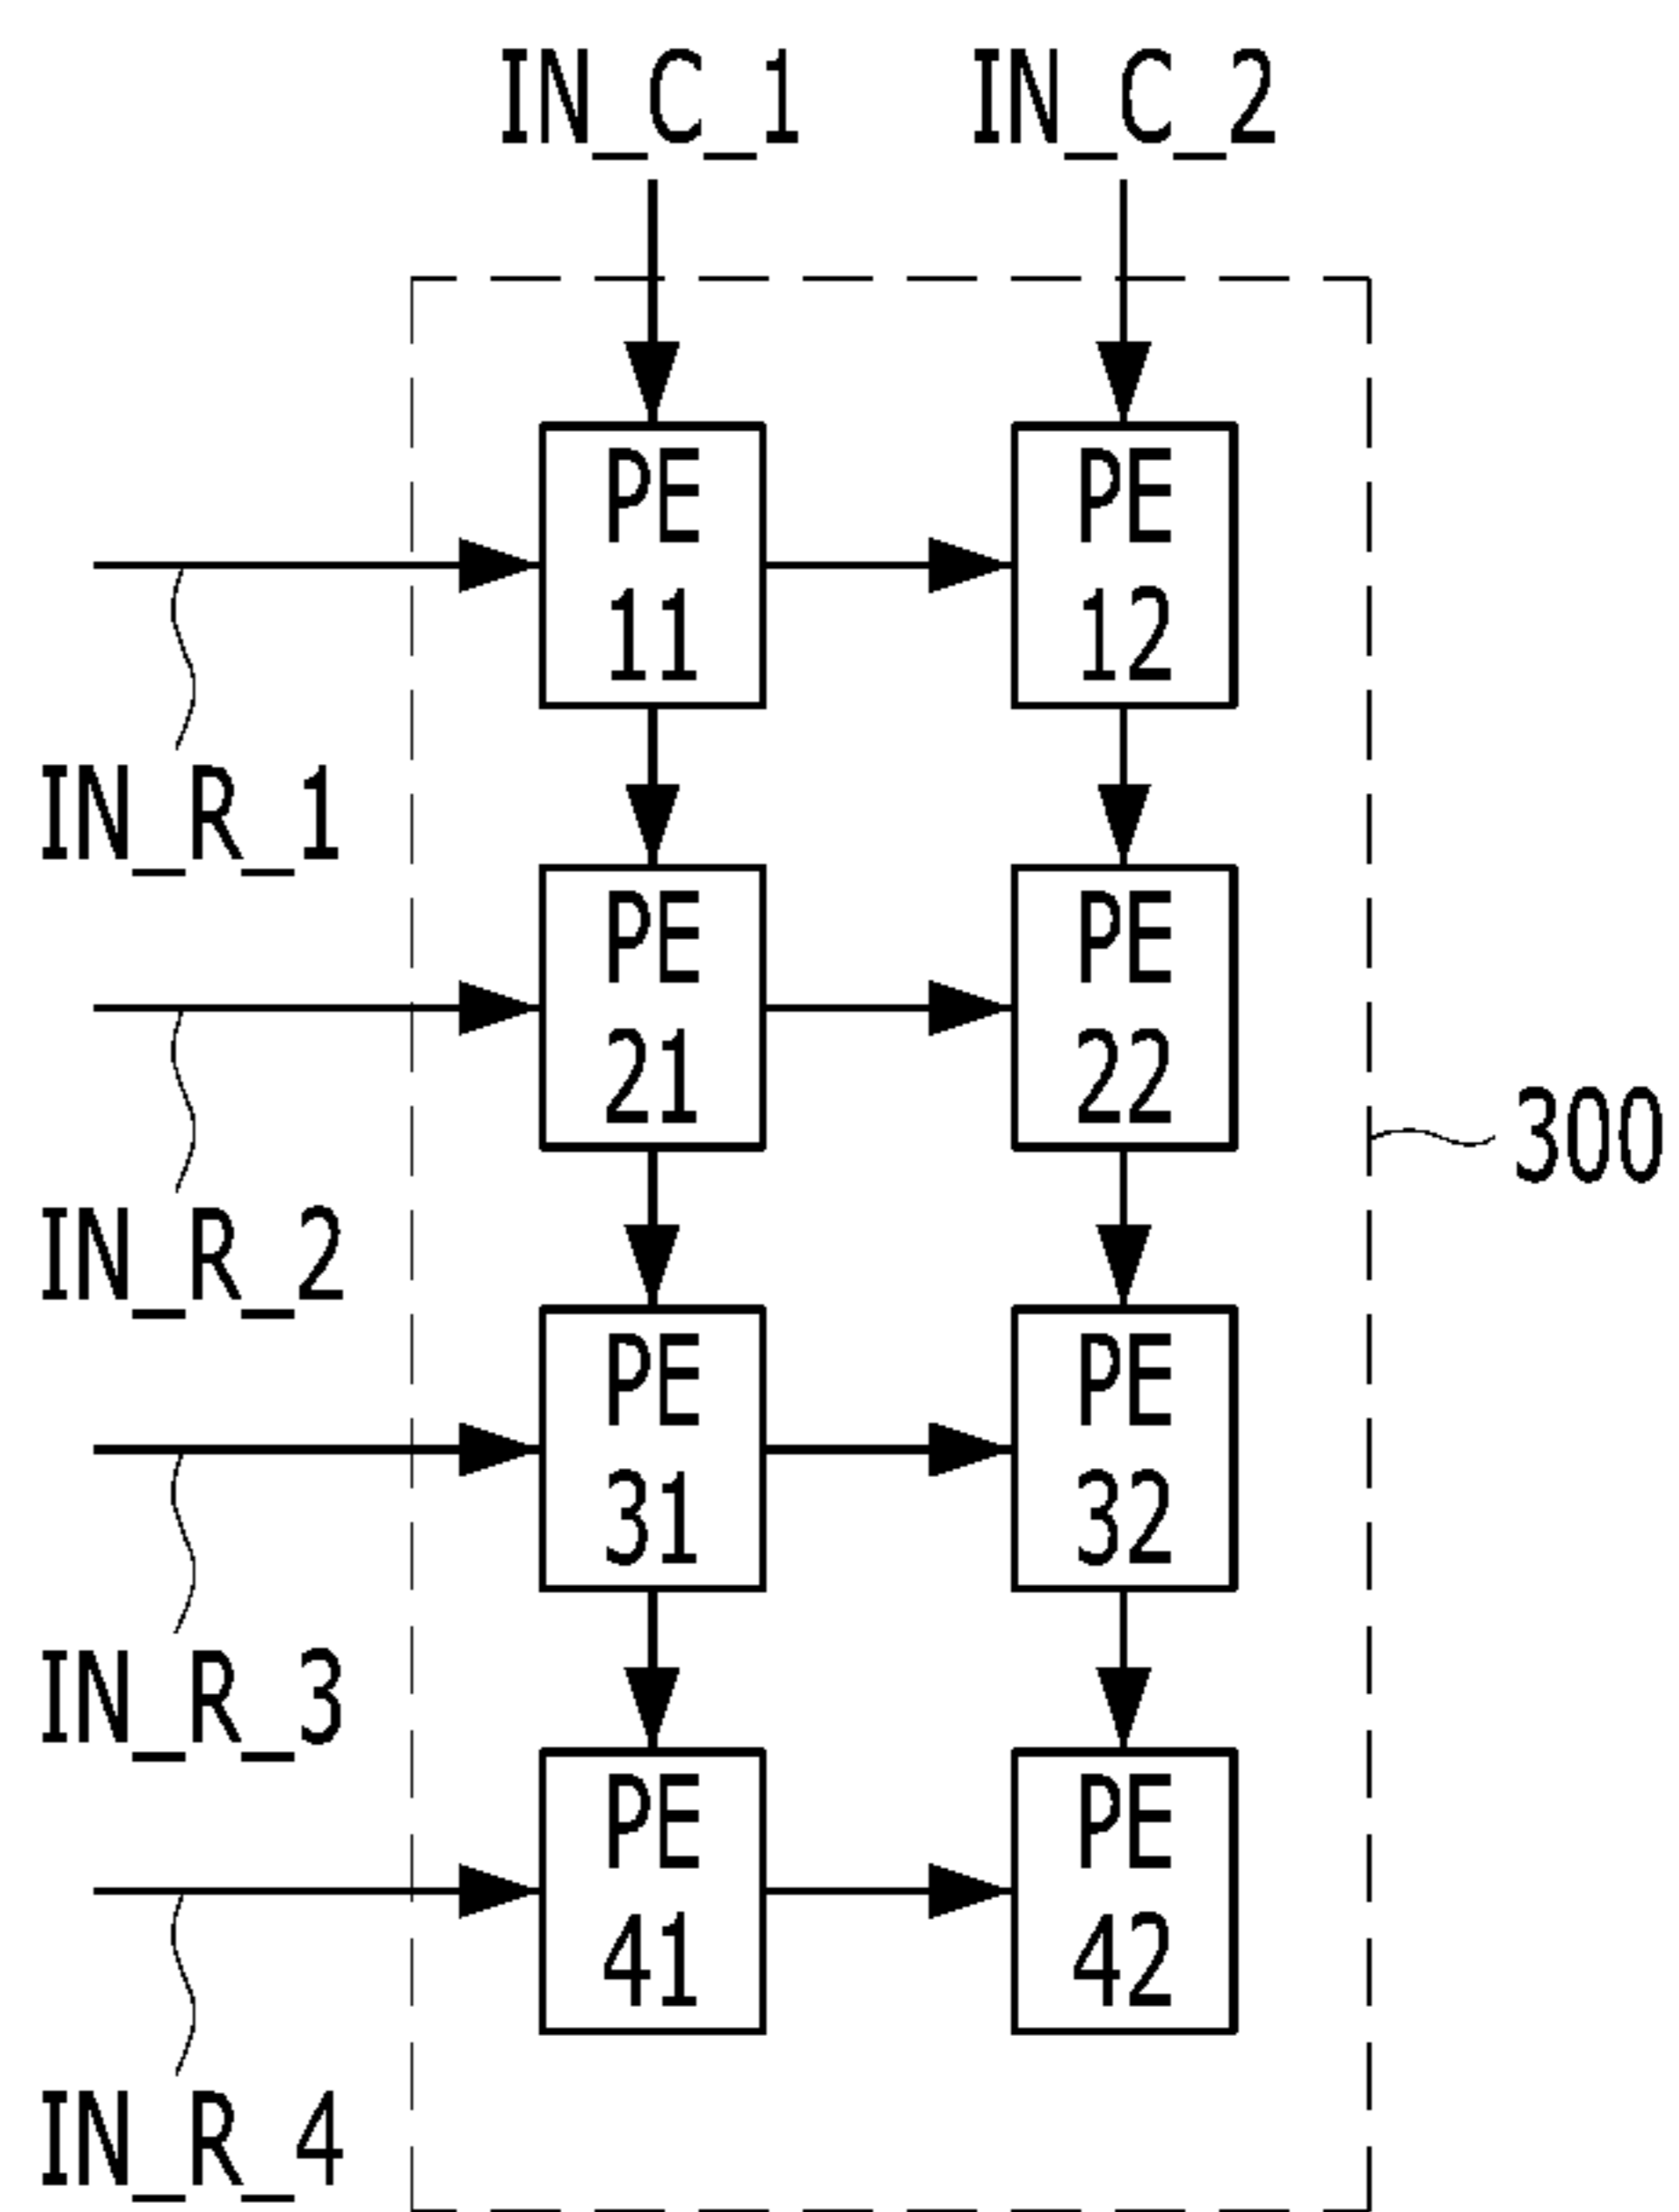 IN_C_1 IN_C_2
PE
11
PE
12
IN_R_1
PE
21
PE
22
300
IN_R_2
PE
31
PE
32
IN_R_3
PE
41
PE
42
IN_R_4